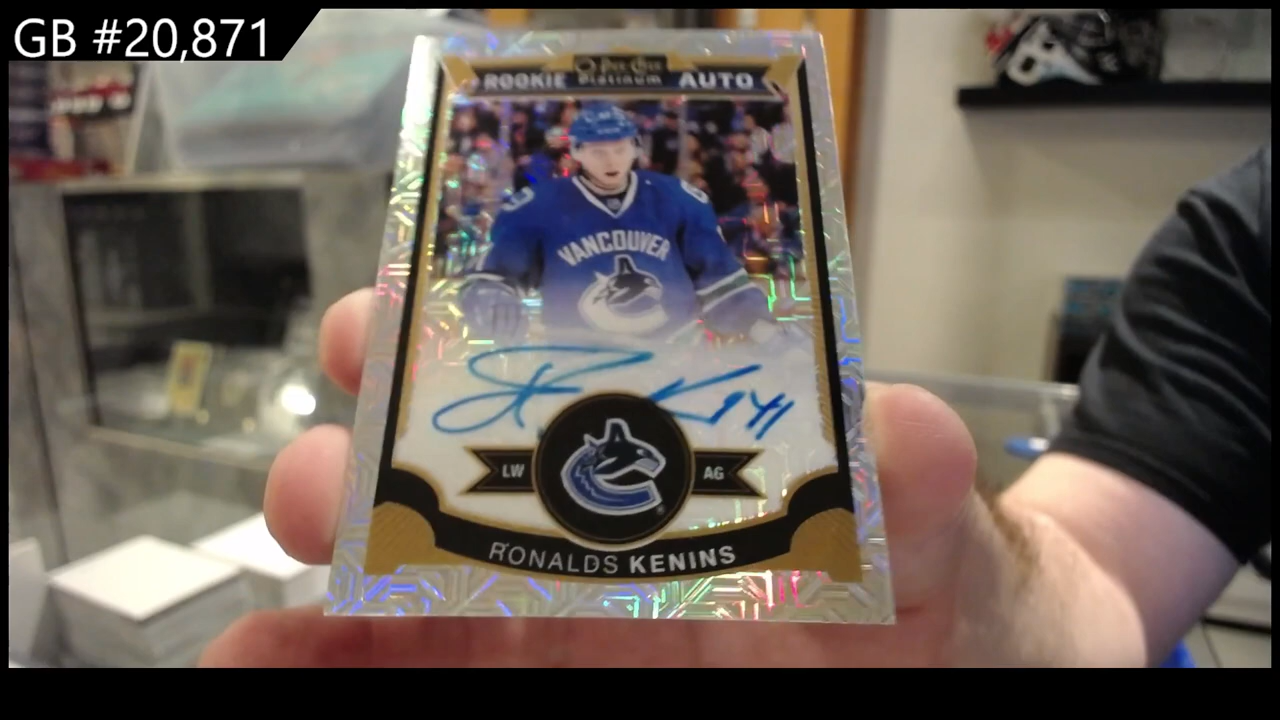 GB #20,871
O-Pee-Chee
ROOKIE Platinum AUTO
VANCOUVER
LW AG
RONALDS KENINS